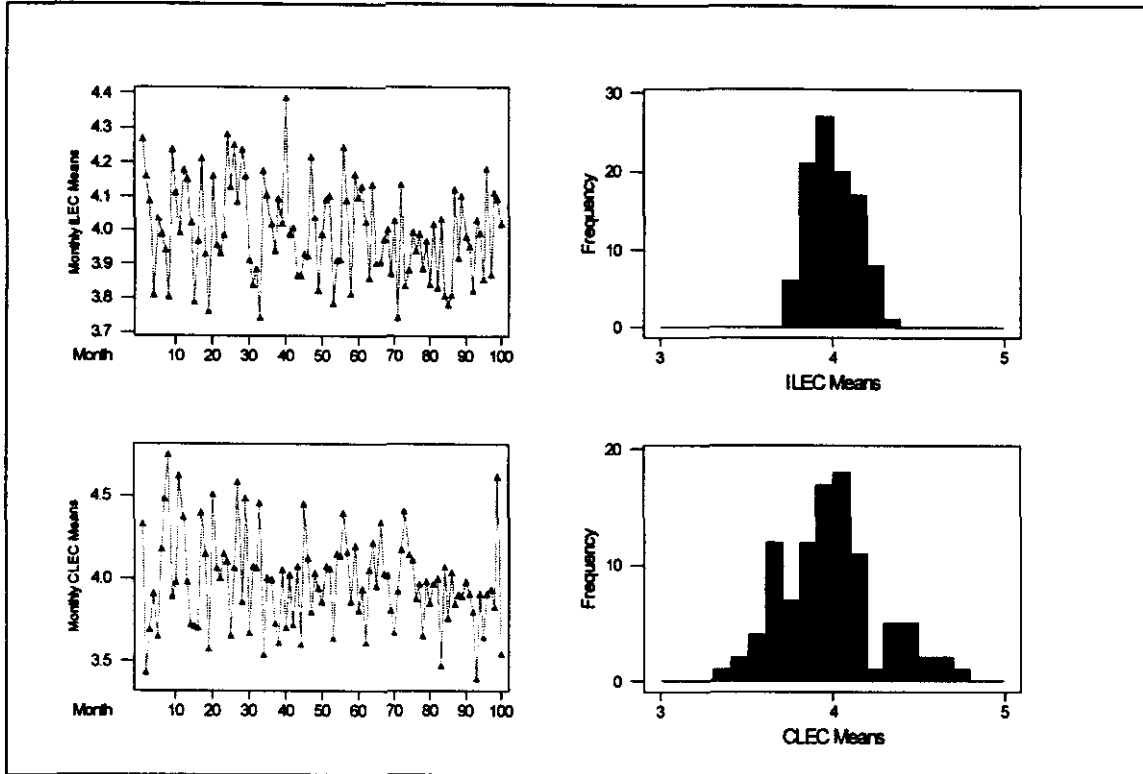 Monthly ILEC Means
4.4
4.3
4.2
4.1
4.0
3.9
3.8
3.7
Month 10 20 30 40 50 60 70 80 90 100
Frequency
30
20
10
0
3 4 5
ILEC Means
Monthly CLEC Means
4.5
4.0
3.5
Month 10 20 30 40 50 60 70 80 90 100
Frequency
20
10
0
3 4 5
CLEC Means